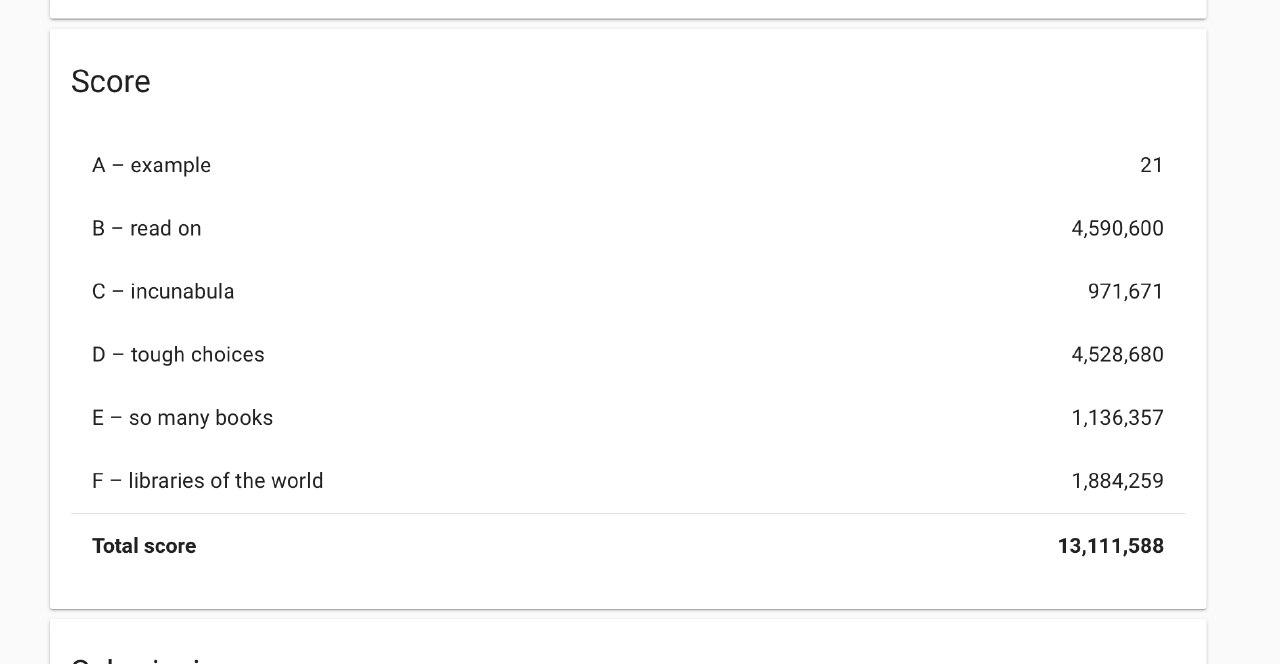 Score
A – example 21
B – read on 4,590,600
C – incunabula 971,671
D – tough choices 4,528,680
E – so many books 1,136,357
F – libraries of the world 1,884,259
Total score 13,111,588